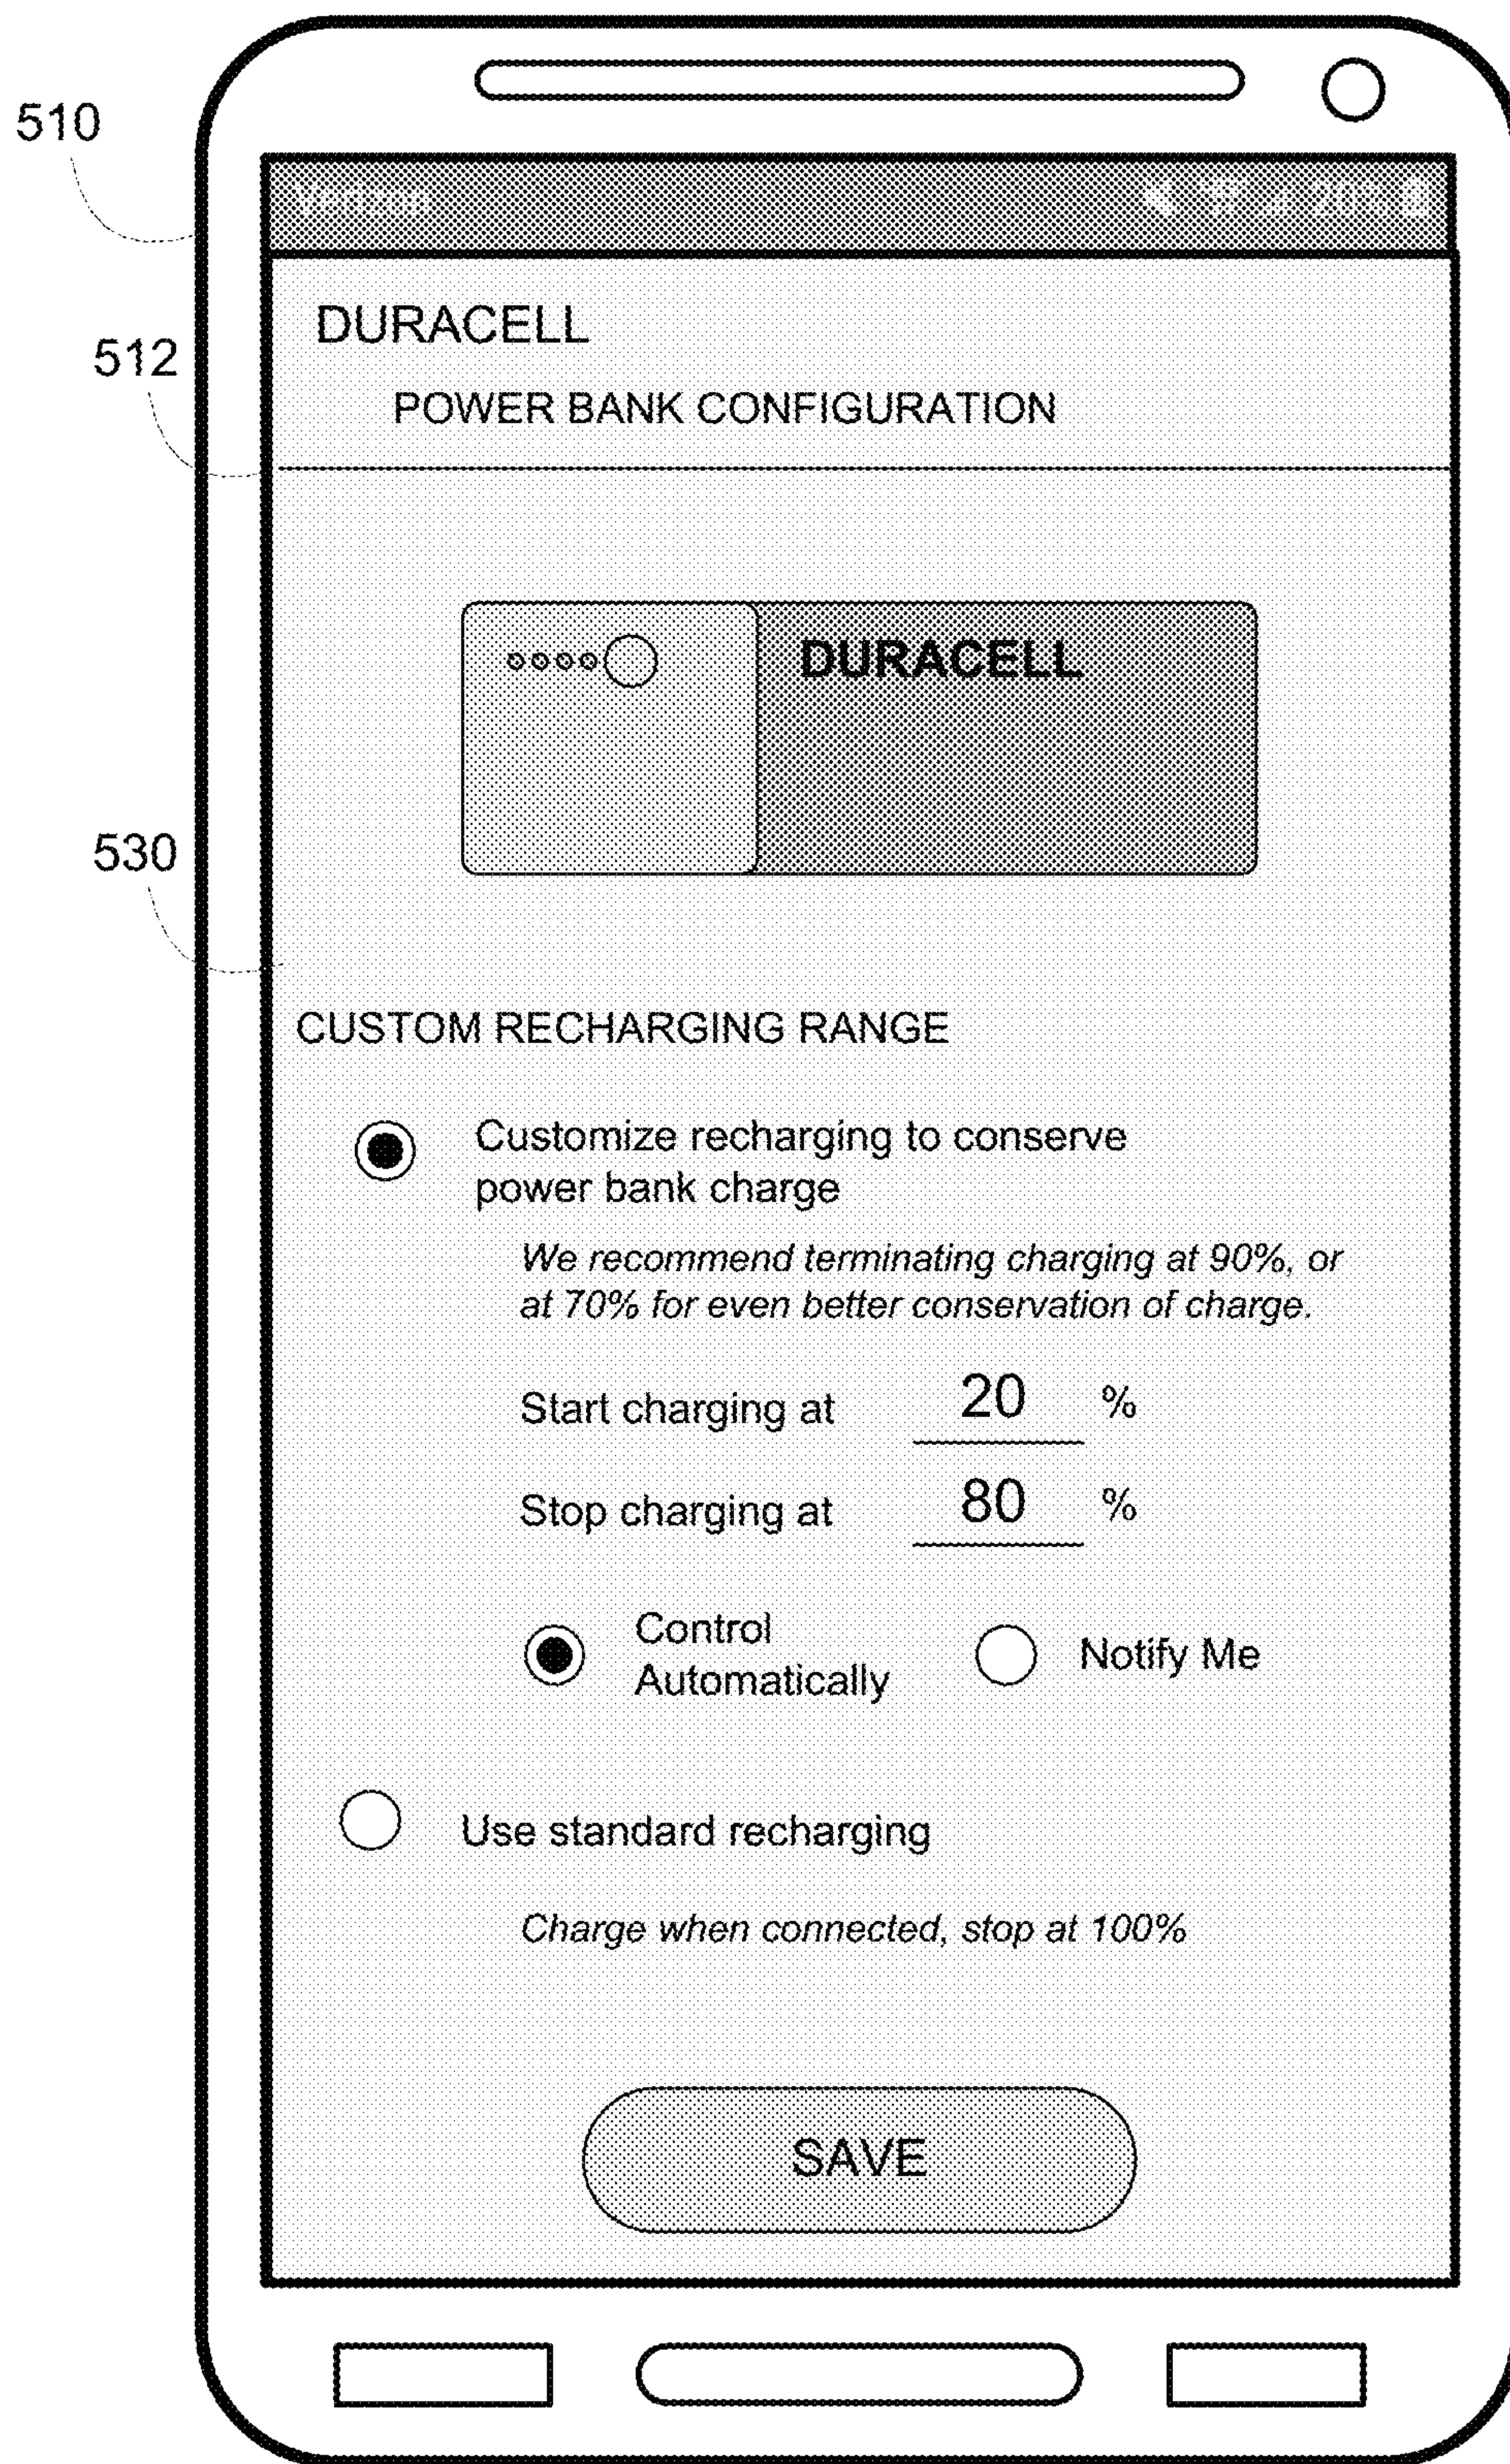 510
Verizon 20%
DURACELL
512
POWER BANK CONFIGURATION
DURACELL
530
CUSTOM RECHARGING RANGE
Customize recharging to conserve
power bank charge
We recommend terminating charging at 90%, or
at 70% for even better conservation of charge.
Start charging at 20 %
Stop charging at 80 %
Control
Automatically
Notify Me
Use standard recharging
Charge when connected, stop at 100%
SAVE